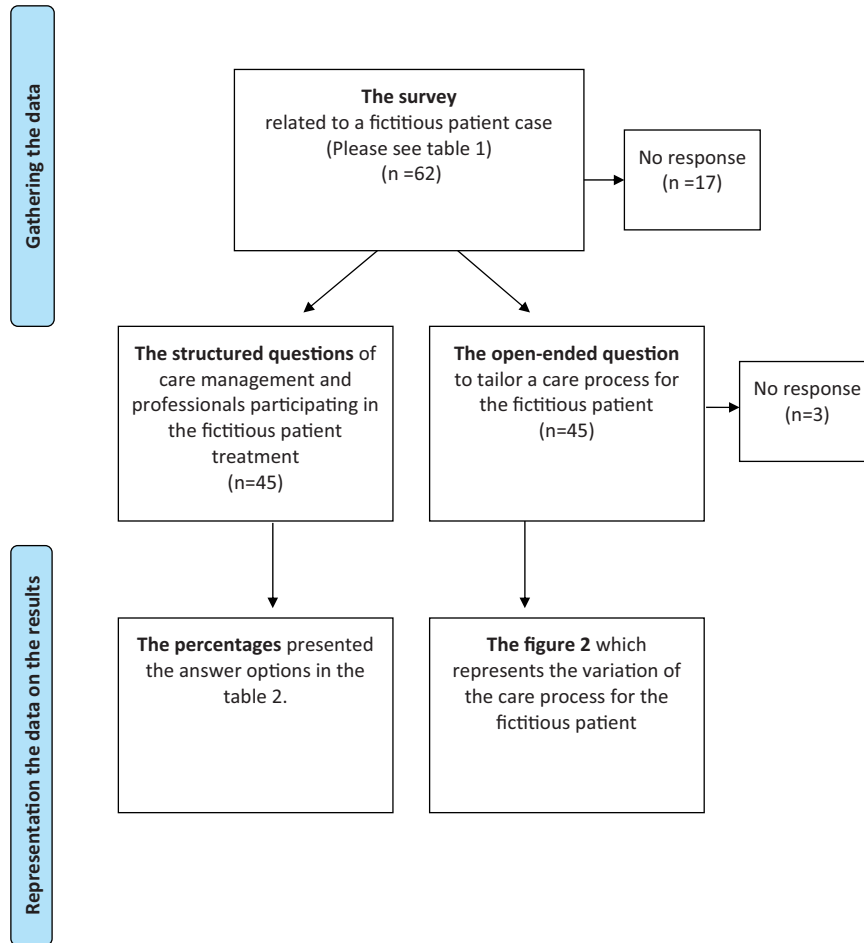 Gathering the data
The survey
related to a fictitious patient case
(Please see table 1)
(n =62)
No response
(n =17)
The structured questions of
care management and
professionals participating in
the fictitious patient
treatment
(n=45)
The open-ended question
to tailor a care process for
the fictitious patient
(n=45)
No response
(n=3)
Representation the data on the results
The percentages presented
the answer options in the
table 2.
The figure 2 which
represents the variation of
the care process for the
fictitious patient